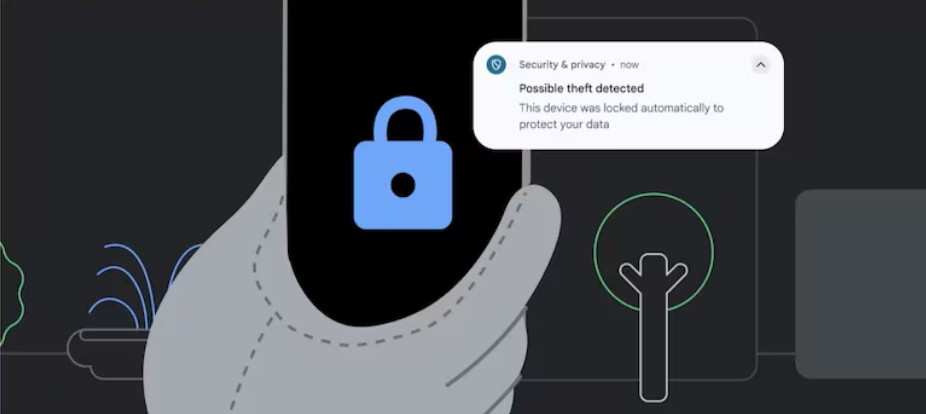 Security & privacy • now
Possible theft detected
This device was locked automatically to
protect your data